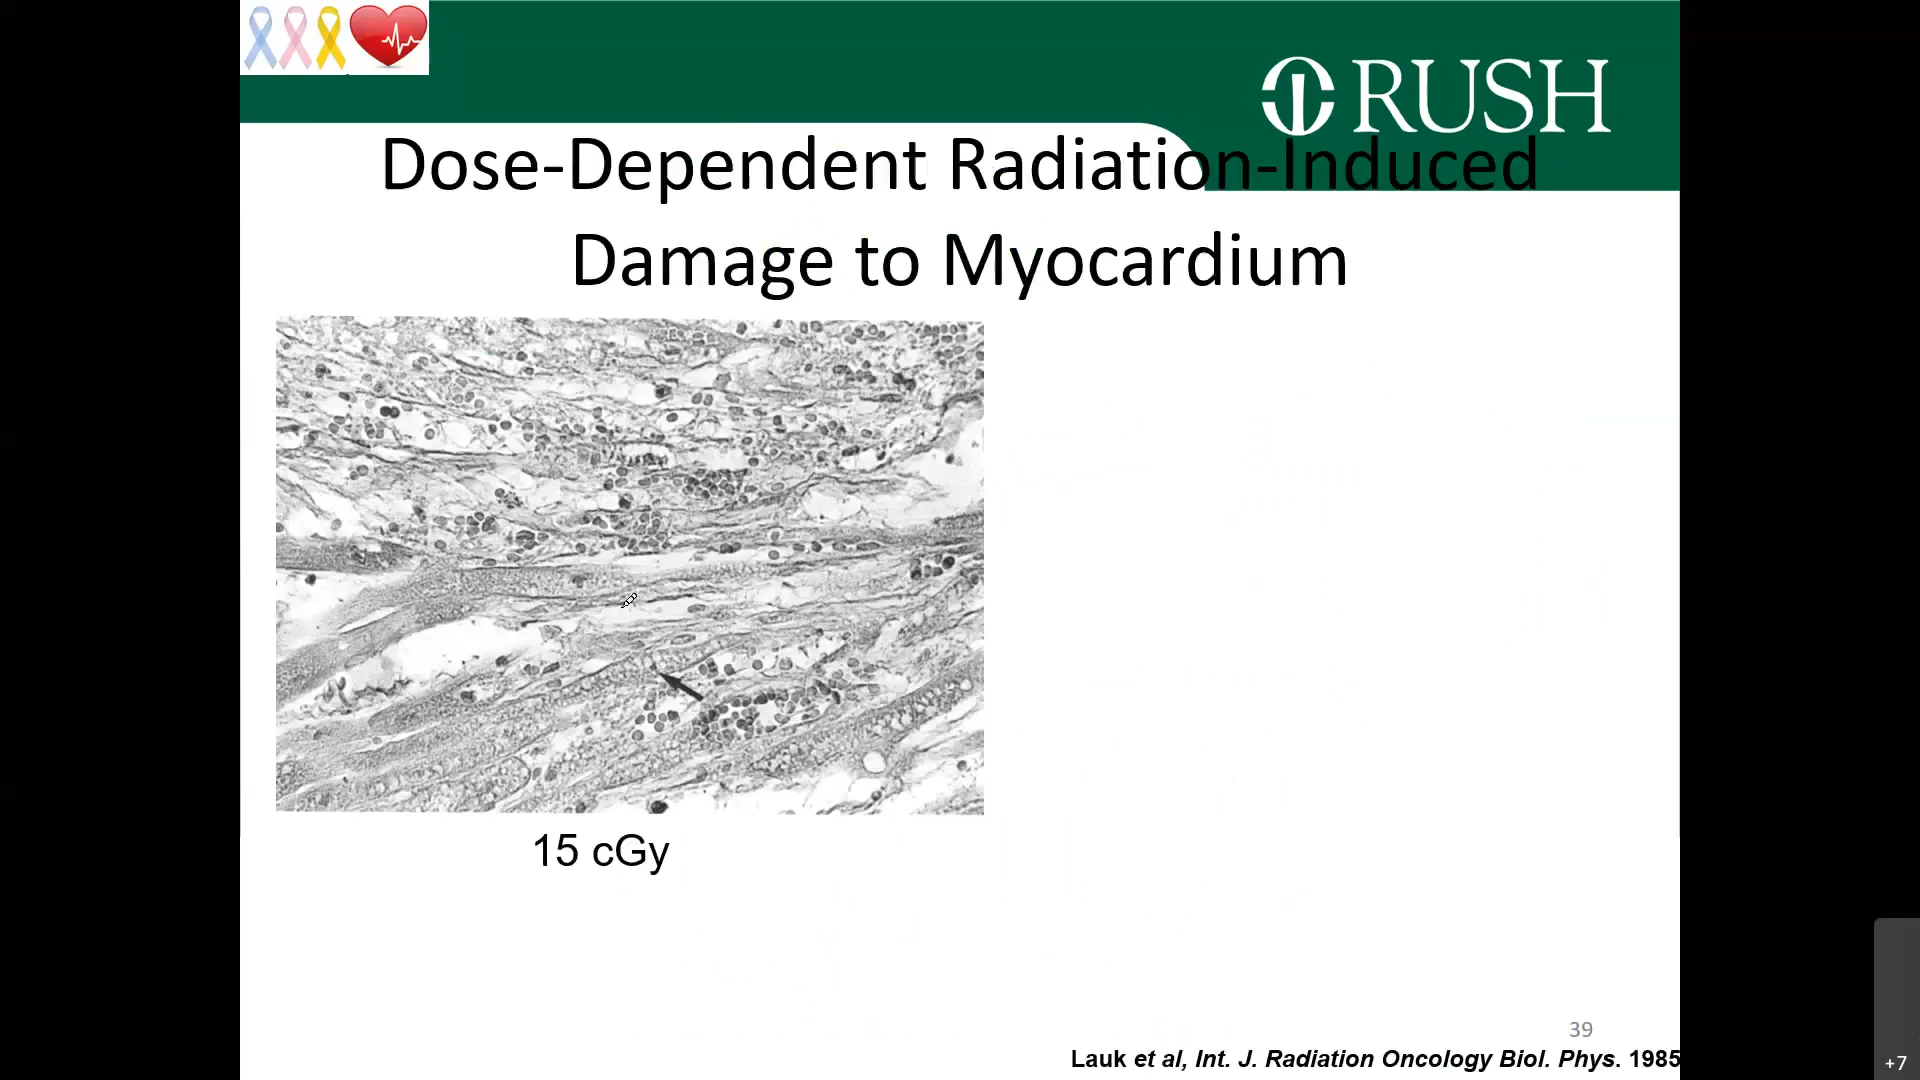 RUSH
Dose-Dependent Radiation-Induced
Damage to Myocardium
15 cGy
39
Lauk et al, Int. J. Radiation Oncology Biol. Phys. 1985
+7